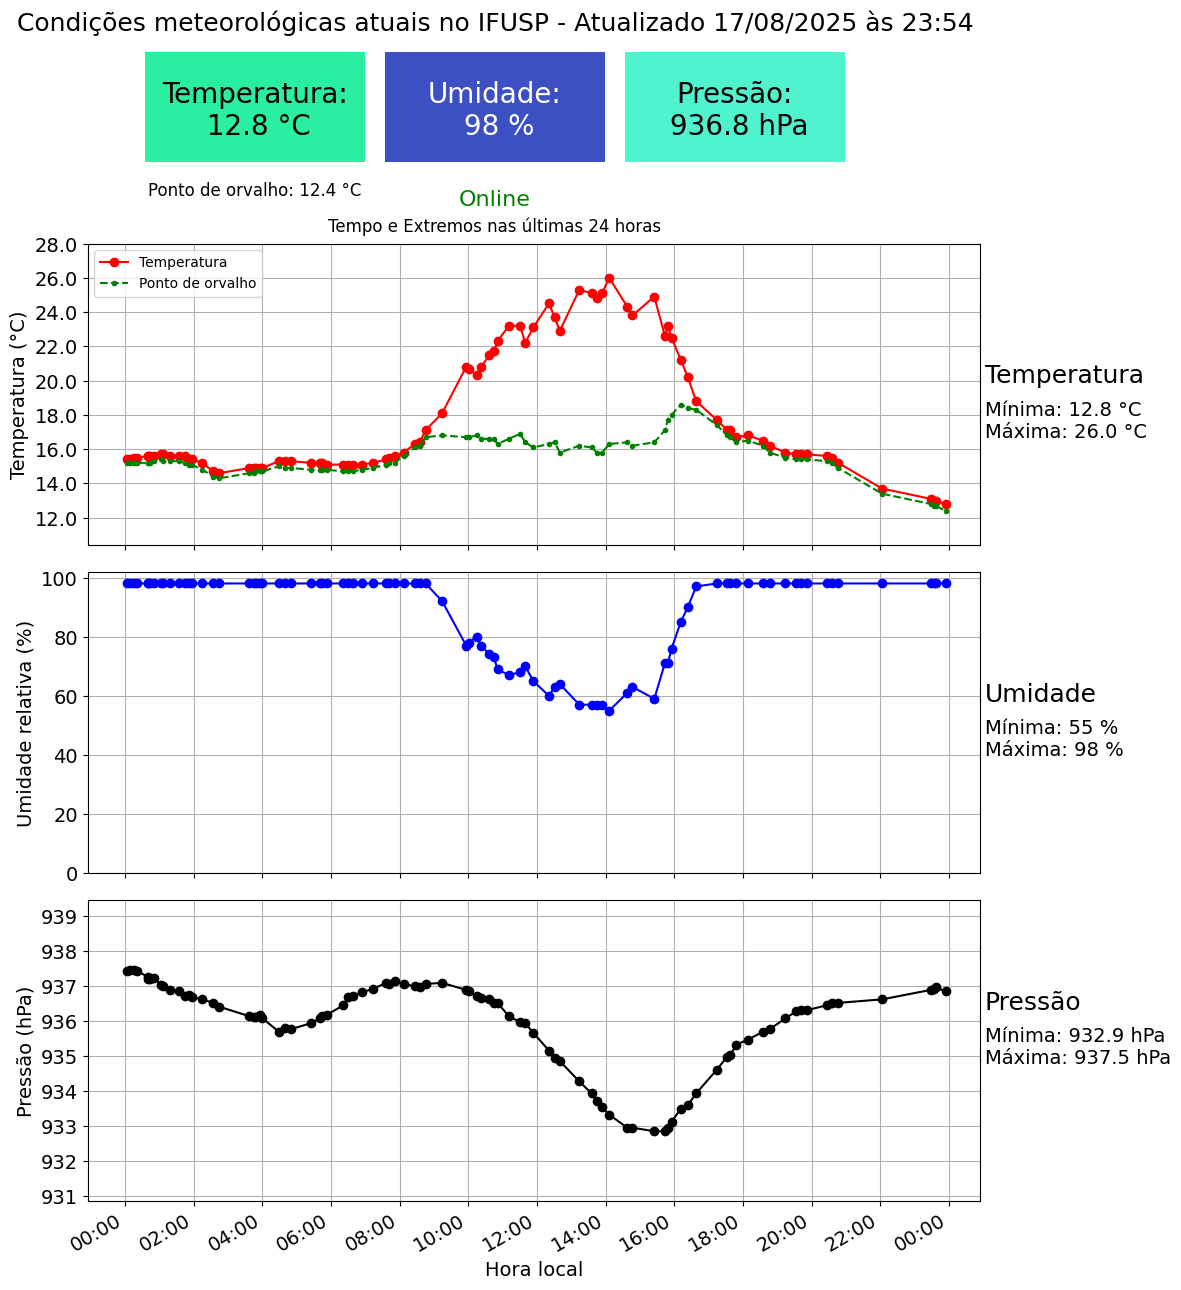 Condições meteorológicas atuais no IFUSP - Atualizado 17/08/2025 às 23:54
Temperatura:
12.8 °C
Umidade:
98 %
Pressão:
936.8 hPa
Ponto de orvalho: 12.4 °C
Online
Tempo e Extremos nas últimas 24 horas
Temperatura (°C)
28.0
26.0
24.0
22.0
20.0
18.0
16.0
14.0
12.0
Temperatura
Ponto de orvalho
Temperatura
Mínima: 12.8 °C
Máxima: 26.0 °C
Umidade relativa (%)
100
80
60
40
20
0
Umidade
Mínima: 55 %
Máxima: 98 %
Pressão (hPa)
939
938
937
936
935
934
933
932
931
Pressão
Mínima: 932.9 hPa
Máxima: 937.5 hPa
00:00 02:00 04:00 06:00 08:00 10:00 12:00 14:00 16:00 18:00 20:00 22:00 00:00
Hora local